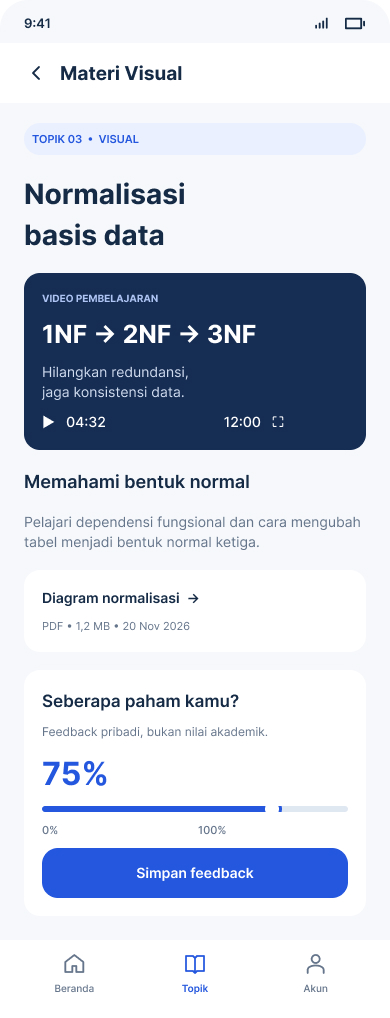 9:41
Materi Visual
TOPIK 03 • VISUAL
Normalisasi
basis data
VIDEO PEMBELAJARAN
1NF → 2NF → 3NF
Hilangkan redundansi,
jaga konsistensi data.
▶ 04:32 12:00 ⛶
Memahami bentuk normal
Pelajari dependensi fungsional dan cara mengubah
tabel menjadi bentuk normal ketiga.
Diagram normalisasi →
PDF • 1,2 MB • 20 Nov 2026
Seberapa paham kamu?
Feedback pribadi, bukan nilai akademik.
75%
0% 100%
Simpan feedback
Beranda Topik Akun